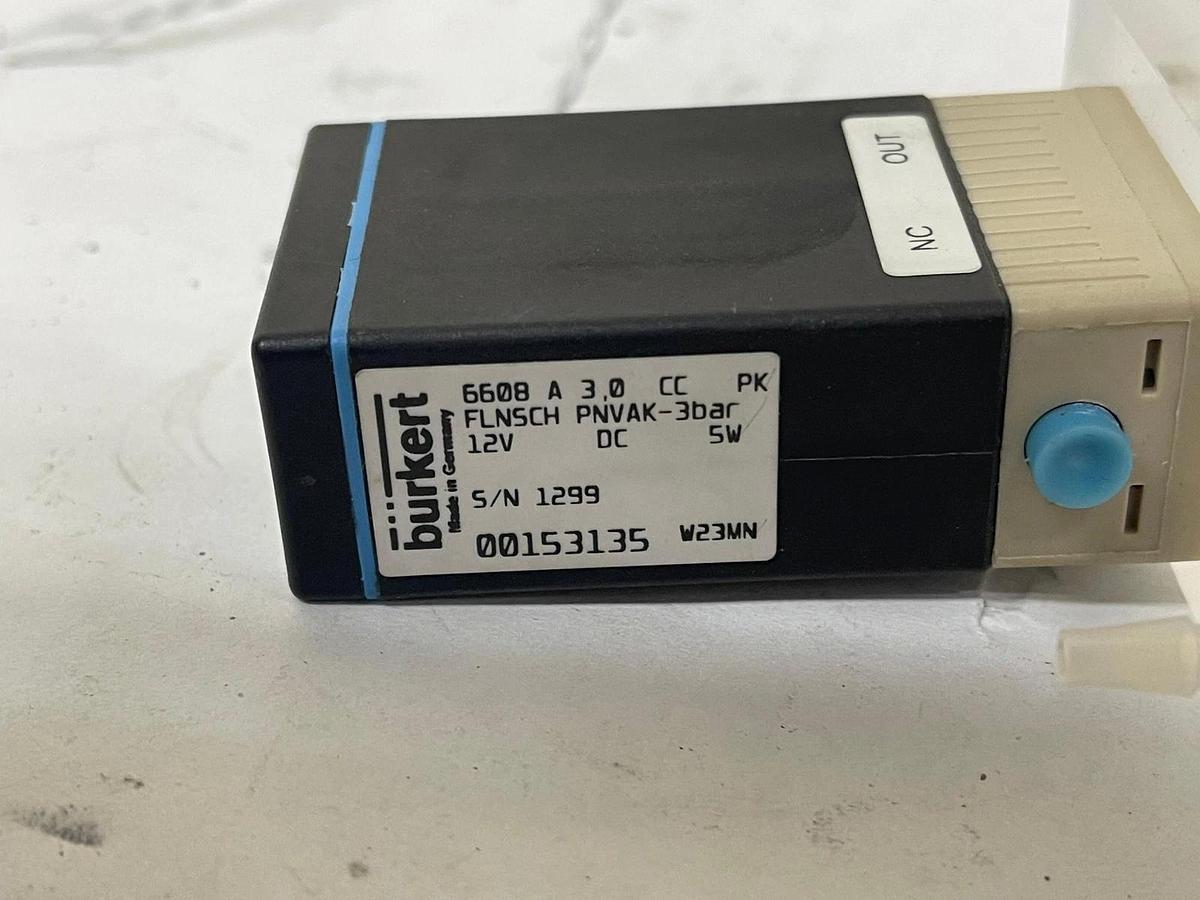 burkert
Made in Germany
6608 A 3,0 CC PK
FLNSCH PNVAK-3bar
12V DC 5W
S/N 1299
00153135 W23MN
OUT
NC